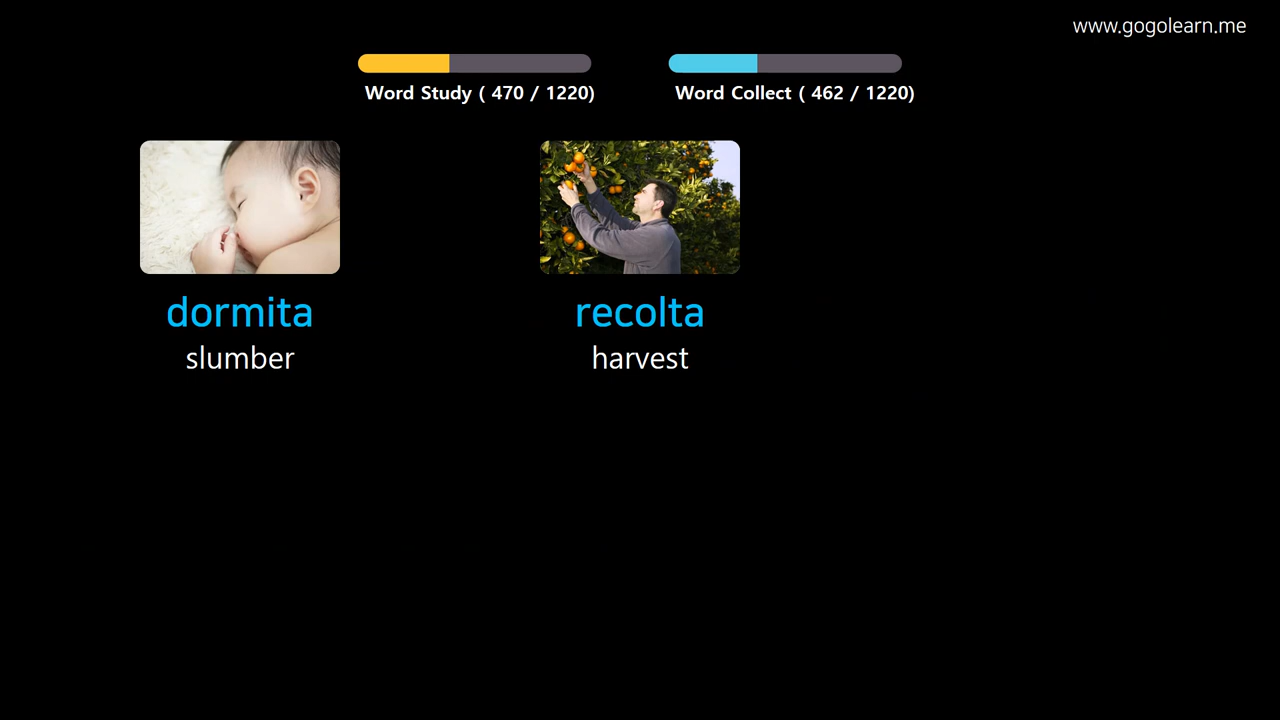 www.gogolearn.me
Word Study ( 470 / 1220)
Word Collect ( 462 / 1220)
dormita
slumber
recolta
harvest